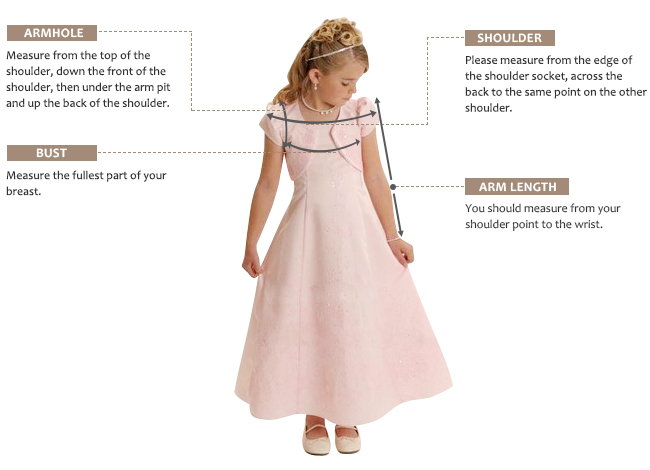 ARMHOLE
Measure from the top of the
shoulder, down the front of the
shoulder, then under the arm pit
and up the back of the shoulder.
BUST
Measure the fullest part of your
breast.
SHOULDER
Please measure from the edge of
the shoulder socket, across the
back to the same point on the other
shoulder.
ARM LENGTH
You should measure from your
shoulder point to the wrist.